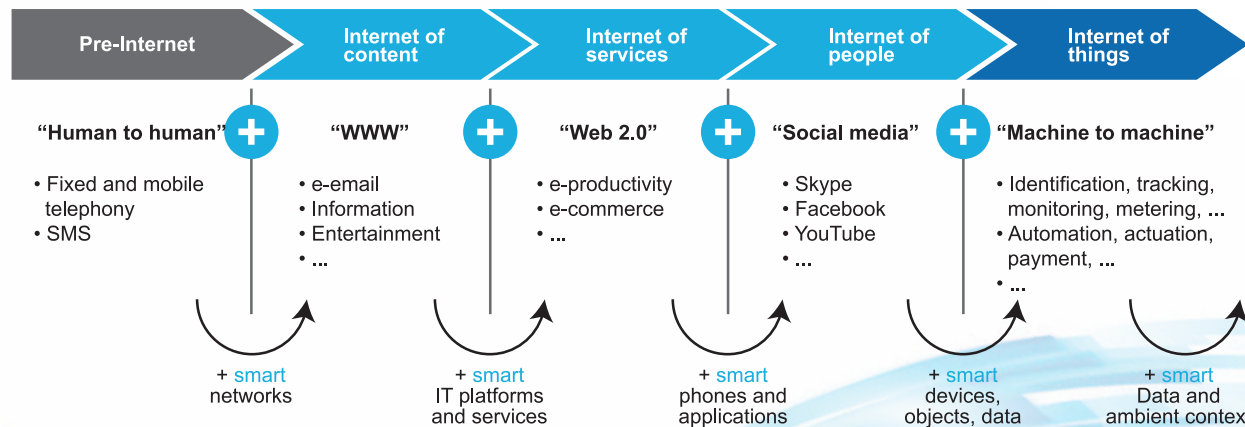 Pre-Internet
Internet of
content
Internet of
services
Internet of
people
Internet of
things
“Human to human”
• Fixed and mobile
telephony
• SMS
“WWW”
• e-email
• Information
• Entertainment
• ...
“Web 2.0”
• e-productivity
• e-commerce
• ...
“Social media”
• Skype
• Facebook
• YouTube
• ...
“Machine to machine”
• Identification, tracking,
monitoring, metering, ...
• Automation, actuation,
payment, ...
• ...
+ smart
networks
+ smart
IT platforms
and services
+ smart
phones and
applications
+ smart
devices,
objects, data
+ smart
Data and
ambient context